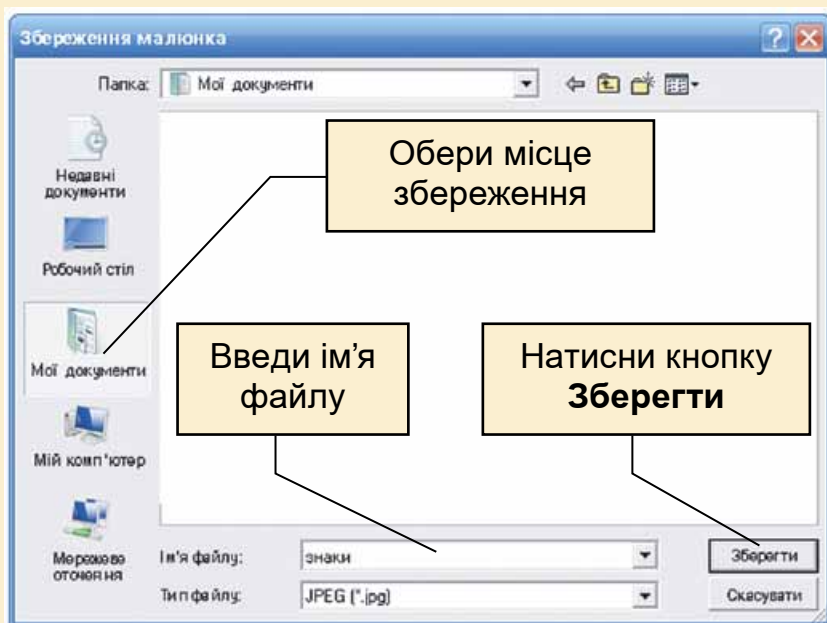 Збереження малюнка
Папка: Мої документи
Обери місце
збереження
Недавні
документи
Робочий стіл
Мої документи
Введи ім’я
файлу
Натисни кнопку
Зберегти
Мій комп'ютер
Мережеве
оточення
Ім'я файлу: знаки Зберегти
Тип файлу: JPEG (*.jpg) Скасувати